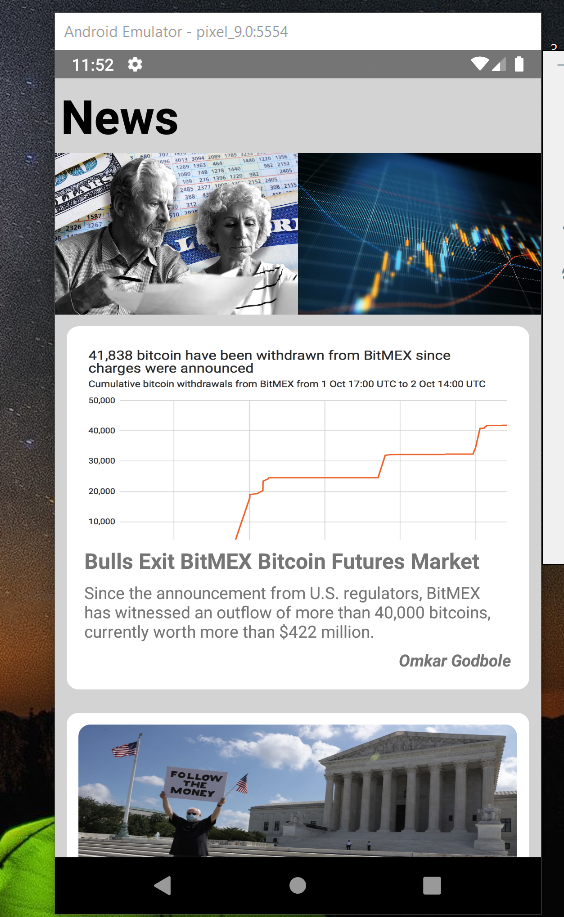 Android Emulator - pixel_9.0:5554
11:52
News
DOLLARS
41,838 bitcoin have been withdrawn from BitMEX since
charges were announced
Cumulative bitcoin withdrawals from BitMEX from 1 Oct 17:00 UTC to 2 Oct 14:00 UTC
50,000
40,000
30,000
20,000
10,000
Bulls Exit BitMEX Bitcoin Futures Market
Since the announcement from U.S. regulators, BitMEX
has witnessed an outflow of more than 40,000 bitcoins,
currently worth more than $422 million.
Omkar Godbole
FOLLOW
THE
MONEY